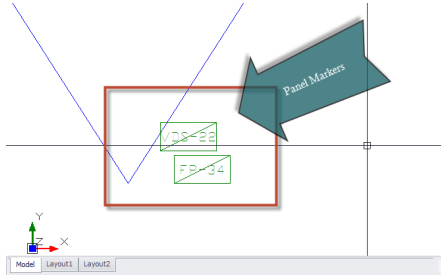 Panel Markers
VDS-22
FP-34
Y
Z
X
Model Layout1 Layout2